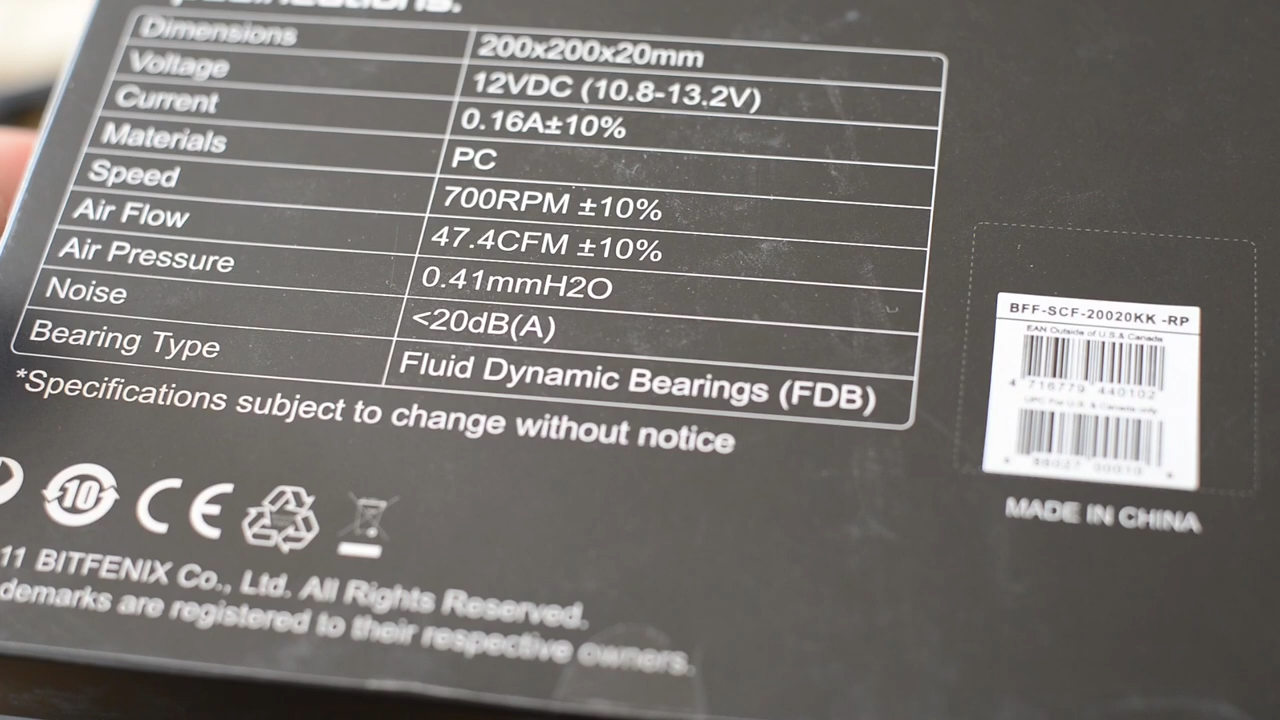 Specifications.
Dimensions 200x200x20mm
Voltage 12VDC (10.8-13.2V)
Current 0.16A±10%
Materials PC
Speed 700RPM ±10%
Air Flow 47.4CFM ±10%
Air Pressure 0.41mmH2O
Noise <20dB(A)
Bearing Type Fluid Dynamic Bearings (FDB)
*Specifications subject to change without notice
BFF-SCF-20020KK -RP
EAN Outside of U.S & Canada
4 716779 440102
UPC For U.S. & Canada only
MADE IN CHINA
10
CE
11 BITFENIX Co., Ltd. All Rights Reserved.
demarks are registered to their respective owners.